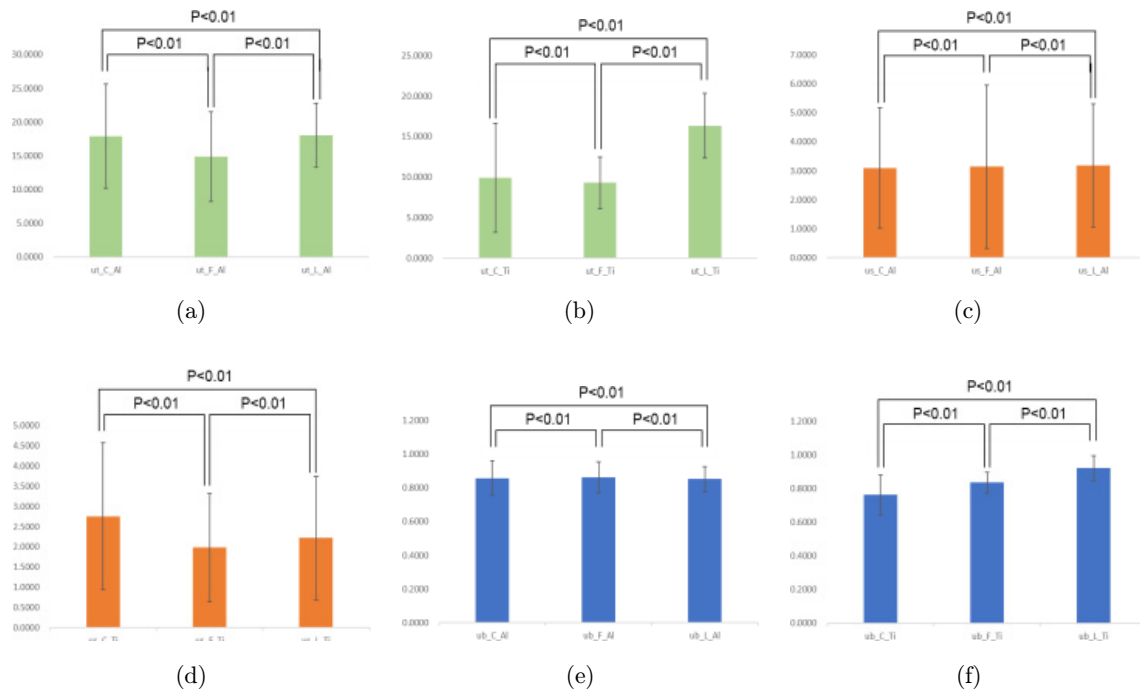 P<0.01
P<0.01 P<0.01
30.0000
25.0000
20.0000
15.0000
10.0000
5.0000
0.0000
ut_C_Al ut_F_Al ut_L_Al
(a)
P<0.01
P<0.01 P<0.01
25.0000
20.0000
15.0000
10.0000
5.0000
0.0000
ut_C_Ti ut_F_Ti ut_L_Ti
(b)
P<0.01
P<0.01 P<0.01
7.0000
6.0000
5.0000
4.0000
3.0000
2.0000
1.0000
0.0000
us_C_Al us_F_Al us_L_Al
(c)
P<0.01
P<0.01 P<0.01
5.0000
4.5000
4.0000
3.5000
3.0000
2.5000
2.0000
1.5000
1.0000
0.5000
0.0000
(d)
P<0.01
P<0.01 P<0.01
1.2000
1.0000
0.8000
0.6000
0.4000
0.2000
0.0000
ub_C_Al ub_F_Al ub_L_Al
(e)
P<0.01
P<0.01 P<0.01
1.2000
1.0000
0.8000
0.6000
0.4000
0.2000
0.0000
ub_C_Ti ub_F_Ti ub_L_Ti
(f)